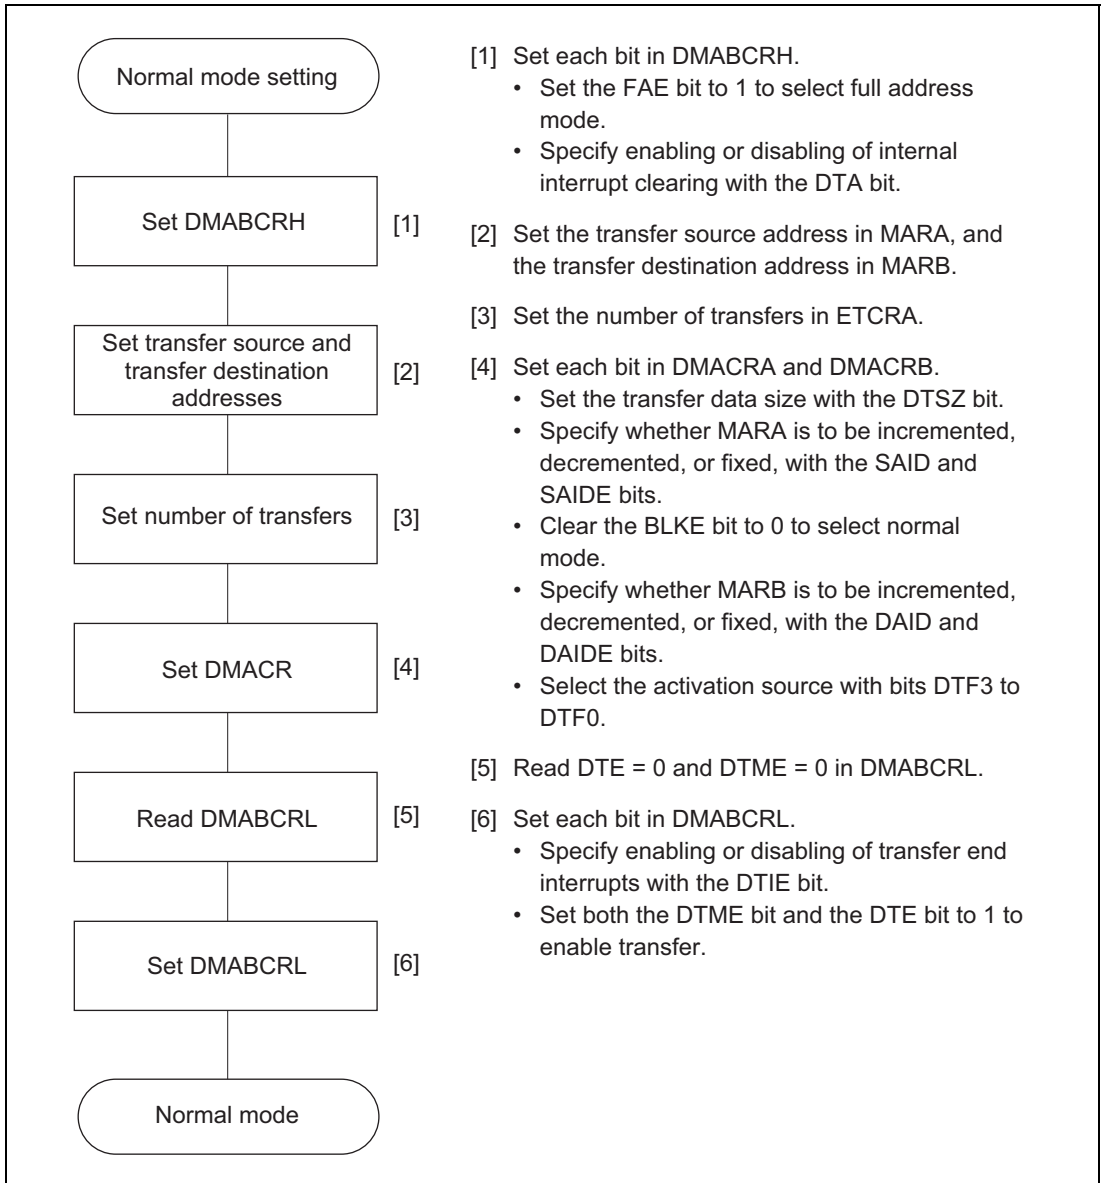 Normal mode setting
Set DMABCRH
[1]
Set transfer source and
transfer destination
addresses
[2]
Set number of transfers
[3]
Set DMACR
[4]
Read DMABCRL
[5]
Set DMABCRL
[6]
Normal mode
[1] Set each bit in DMABCRH.
• Set the FAE bit to 1 to select full address
mode.
• Specify enabling or disabling of internal
interrupt clearing with the DTA bit.
[2] Set the transfer source address in MARA, and
the transfer destination address in MARB.
[3] Set the number of transfers in ETCRA.
[4] Set each bit in DMACRA and DMACRB.
• Set the transfer data size with the DTSZ bit.
• Specify whether MARA is to be incremented,
decremented, or fixed, with the SAID and
SAIDE bits.
• Clear the BLKE bit to 0 to select normal
mode.
• Specify whether MARB is to be incremented,
decremented, or fixed, with the DAID and
DAIDE bits.
• Select the activation source with bits DTF3 to
DTF0.
[5] Read DTE = 0 and DTME = 0 in DMABCRL.
[6] Set each bit in DMABCRL.
• Specify enabling or disabling of transfer end
interrupts with the DTIE bit.
• Set both the DTME bit and the DTE bit to 1 to
enable transfer.